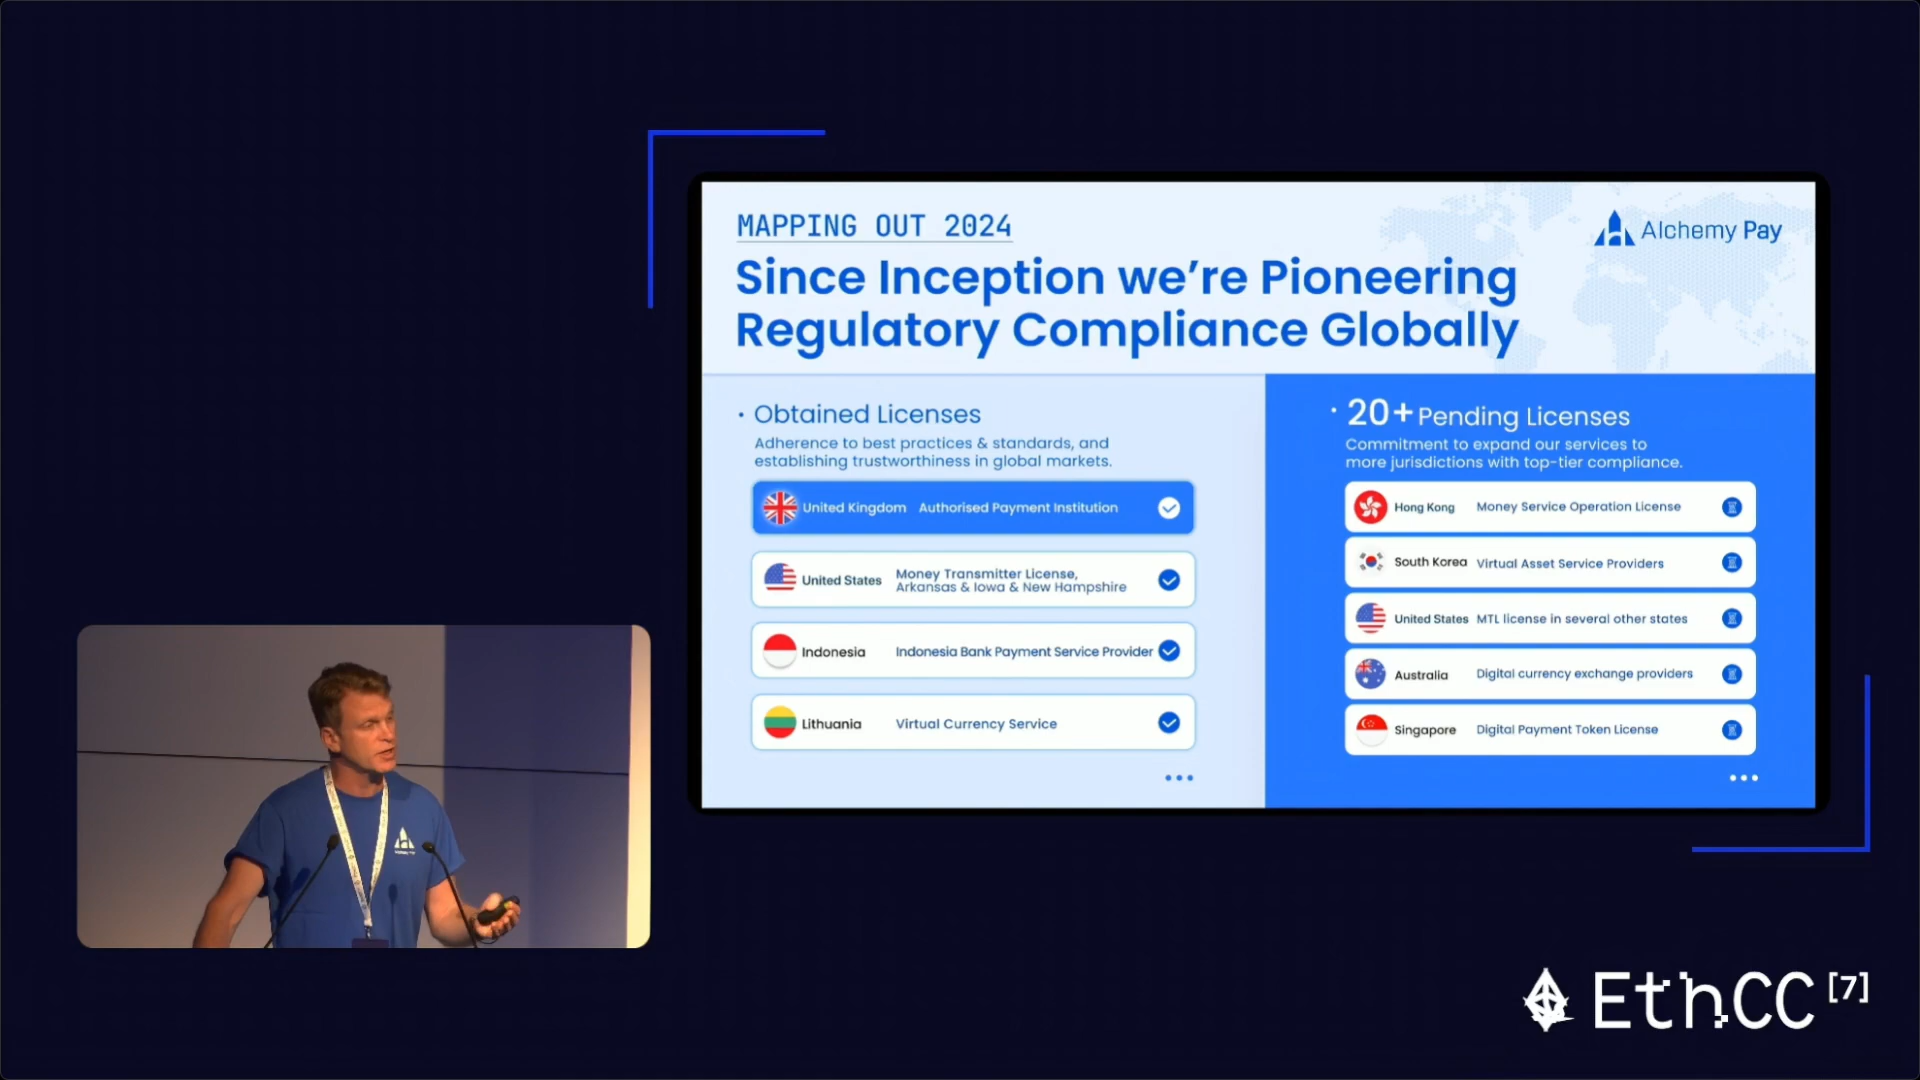 MAPPING OUT 2024
Alchemy Pay
Since Inception we're Pioneering
Regulatory Compliance Globally
• Obtained Licenses
Adherence to best practices & standards, and
establishing trustworthiness in global markets.
United Kingdom Authorised Payment Institution
United States Money Transmitter License,
Arkansas & Iowa & New Hampshire
Indonesia Indonesia Bank Payment Service Provider
Lithuania Virtual Currency Service
...
• 20+ Pending Licenses
Commitment to expand our services to
more jurisdictions with top-tier compliance.
Hong Kong Money Service Operation License
South Korea Virtual Asset Service Providers
United States MTL license in several other states
Australia Digital currency exchange providers
Singapore Digital Payment Token License
...
EthCC [7]